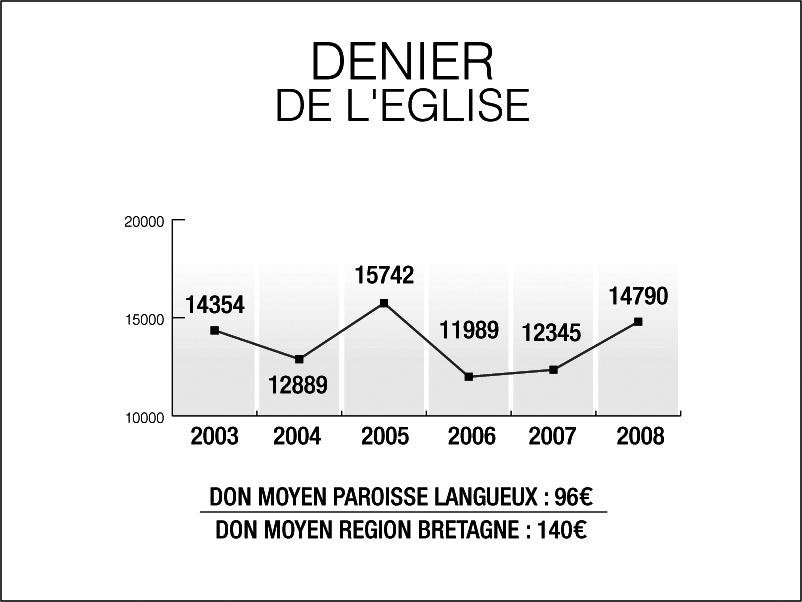 DENIER
DE L'EGLISE
20000
15000
10000
14354
12889
15742
11989
12345
14790
2003 2004 2005 2006 2007 2008
DON MOYEN PAROISSE LANGUEUX : 96€
DON MOYEN REGION BRETAGNE : 140€